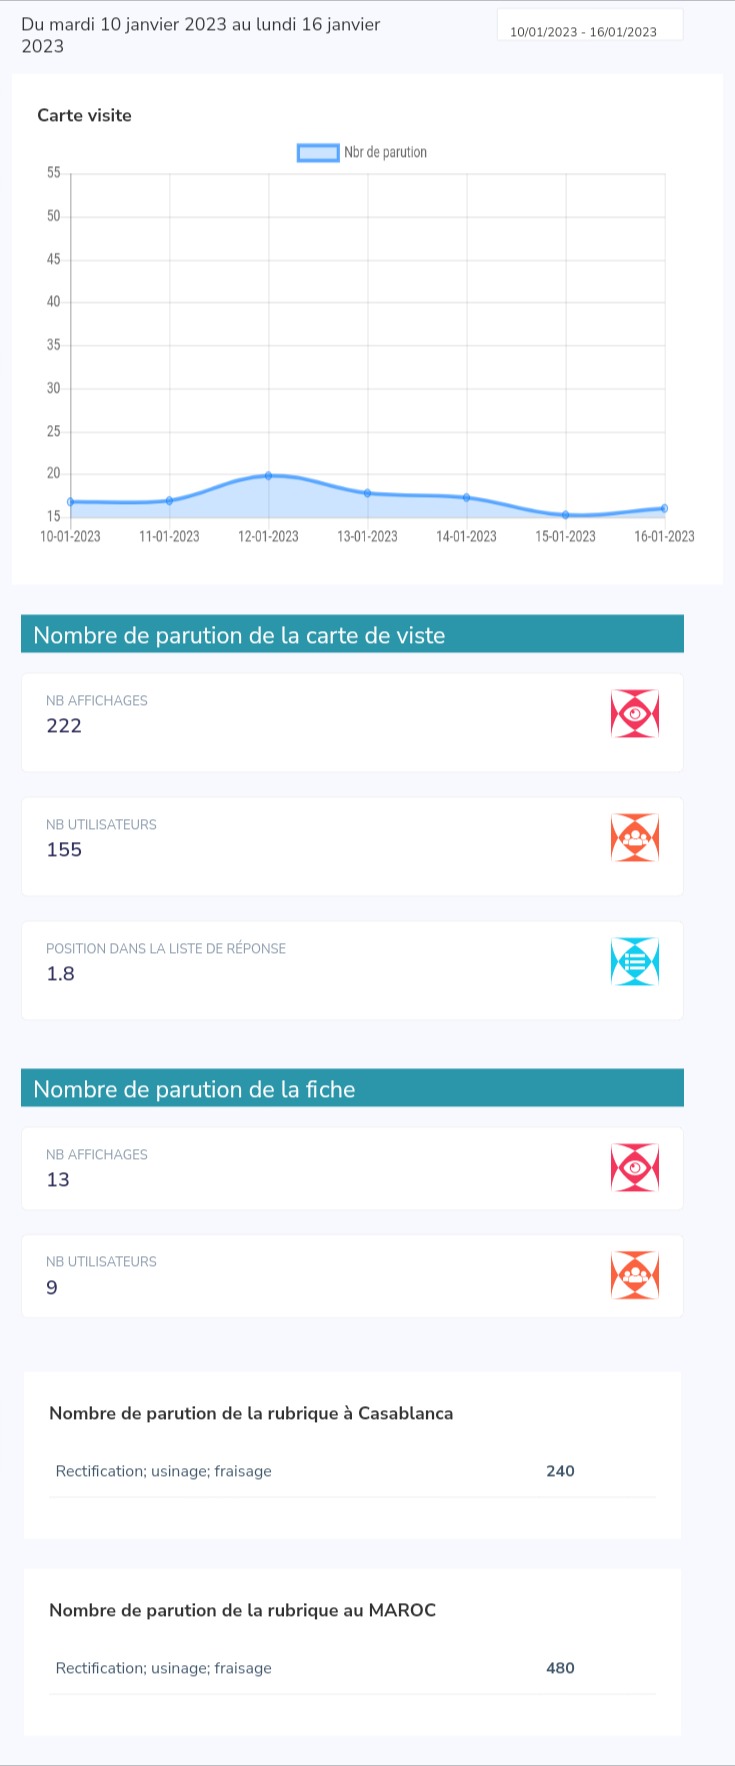 Du mardi 10 janvier 2023 au lundi 16 janvier
2023
10/01/2023 - 16/01/2023
Carte visite
Nbr de parution
55
50
45
40
35
30
25
20
15
10-01-2023 11-01-2023 12-01-2023 13-01-2023 14-01-2023 15-01-2023 16-01-2023
Nombre de parution de la carte de viste
NB AFFICHAGES
222
NB UTILISATEURS
155
POSITION DANS LA LISTE DE RÉPONSE
1.8
Nombre de parution de la fiche
NB AFFICHAGES
13
NB UTILISATEURS
9
Nombre de parution de la rubrique à Casablanca
Rectification; usinage; fraisage 240
Nombre de parution de la rubrique au MAROC
Rectification; usinage; fraisage 480